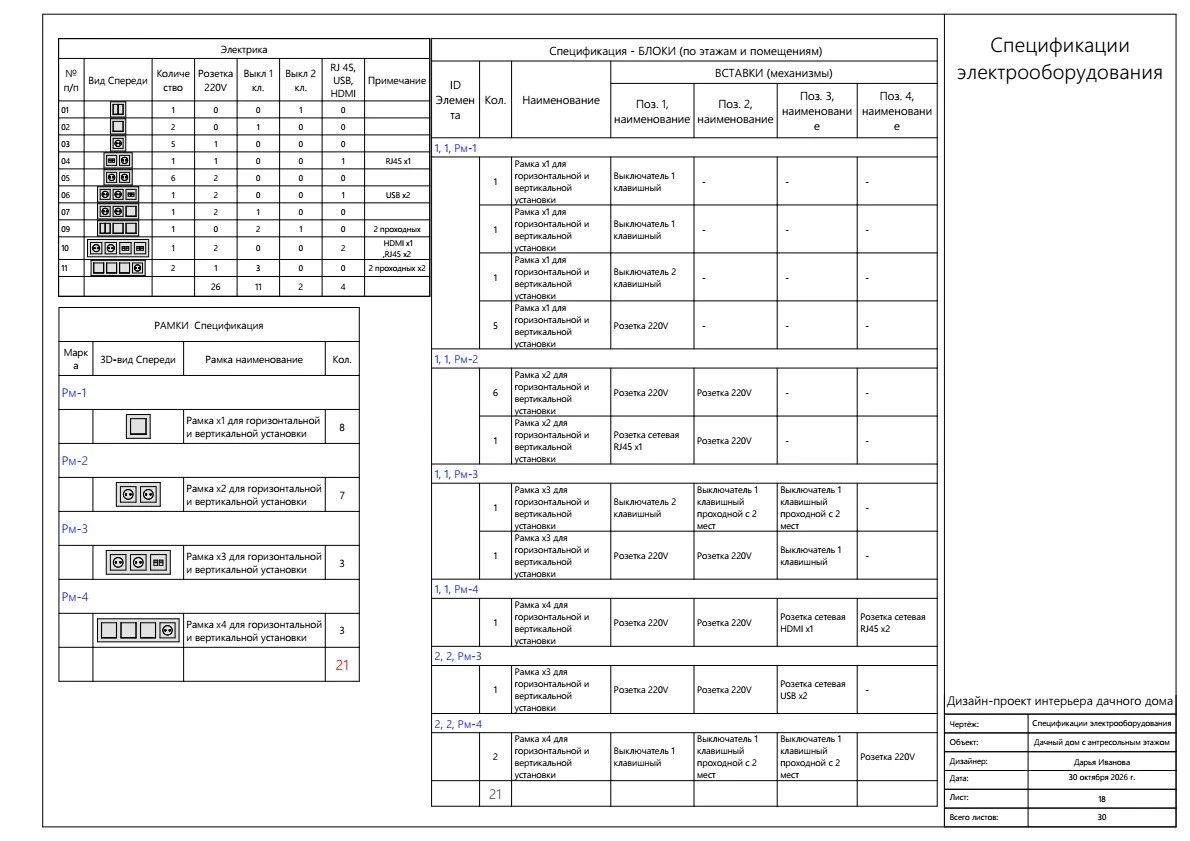 Спецификации
электрооборудования
Электрика
№ п/п | Вид Спереди | Количе ство | Розетка 220V | Выкл 1 кл. | Выкл 2 кл. | RJ 45, USB, HDMI | Примечание
01 | 1 | 0 | 0 | 1 | 0
02 | 2 | 0 | 1 | 0 | 0
03 | 5 | 1 | 0 | 0 | 0
04 | 1 | 1 | 0 | 0 | 1 | RJ45 x1
05 | 6 | 2 | 0 | 0 | 0
06 | 1 | 2 | 0 | 0 | 1 | USB x2
07 | 1 | 2 | 1 | 0 | 0
09 | 1 | 0 | 2 | 1 | 0 | 2 проходных
10 | 1 | 2 | 0 | 0 | 2 | HDMI x1 ,RJ45 x2
11 | 2 | 1 | 3 | 0 | 0 | 2 проходных x2
26 | 11 | 2 | 4
РАМКИ Спецификация
Марк а | 3D-вид Спереди | Рамка наименование | Кол.
Рм-1
Рамка x1 для горизонтальной и вертикальной установки | 8
Рм-2
Рамка x2 для горизонтальной и вертикальной установки | 7
Рм-3
Рамка x3 для горизонтальной и вертикальной установки | 3
Рм-4
Рамка x4 для горизонтальной и вертикальной установки | 3
21
Спецификация - БЛОКИ (по этажам и помещениям)
ID Элемен та | Кол. | Наименование | ВСТАВКИ (механизмы)
Поз. 1, наименование | Поз. 2, наименование | Поз. 3, наименовани е | Поз. 4, наименовани е
1, 1, Рм-1
1 | Рамка x1 для горизонтальной и вертикальной установки | Выключатель 1 клавишный | - | - | -
1 | Рамка x1 для горизонтальной и вертикальной установки | Выключатель 1 клавишный | - | - | -
1 | Рамка x1 для горизонтальной и вертикальной установки | Выключатель 2 клавишный | - | - | -
5 | Рамка x1 для горизонтальной и вертикальной установки | Розетка 220V | - | - | -
1, 1, Рм-2
6 | Рамка x2 для горизонтальной и вертикальной установки | Розетка 220V | Розетка 220V | - | -
1 | Рамка x2 для горизонтальной и вертикальной установки | Розетка сетевая RJ45 x1 | Розетка 220V | - | -
1, 1, Рм-3
1 | Рамка x3 для горизонтальной и вертикальной установки | Выключатель 2 клавишный | Выключатель 1 клавишный проходной с 2 мест | Выключатель 1 клавишный проходной с 2 мест | -
1 | Рамка x3 для горизонтальной и вертикальной установки | Розетка 220V | Розетка 220V | Выключатель 1 клавишный | -
1, 1, Рм-4
1 | Рамка x4 для горизонтальной и вертикальной установки | Розетка 220V | Розетка 220V | Розетка сетевая HDMI x1 | Розетка сетевая RJ45 x2
2, 2, Рм-3
1 | Рамка x3 для горизонтальной и вертикальной установки | Розетка 220V | Розетка 220V | Розетка сетевая USB x2 | -
2, 2, Рм-4
2 | Рамка x4 для горизонтальной и вертикальной установки | Выключатель 1 клавишный | Выключатель 1 клавишный проходной с 2 мест | Выключатель 1 клавишный проходной с 2 мест | Розетка 220V
21
Дизайн-проект интерьера дачного дома
Чертёж: | Спецификации электрооборудования
Объект: | Дачный дом с антресольным этажом
Дизайнер: | Дарья Иванова
Дата: | 30 октября 2026 г.
Лист: | 18
Всего листов: | 30